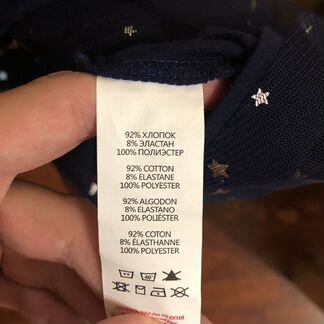 92% ХЛОПОК
8% ЭЛАСТАН
100% ПОЛИЭСТЕР
92% COTTON
8% ELASTANE
100% POLYESTER
92% ALGODON
8% ELASTANO
100% POLIÉSTER
92% COTON
8% ÉLASTHANNE
100% POLYESTER